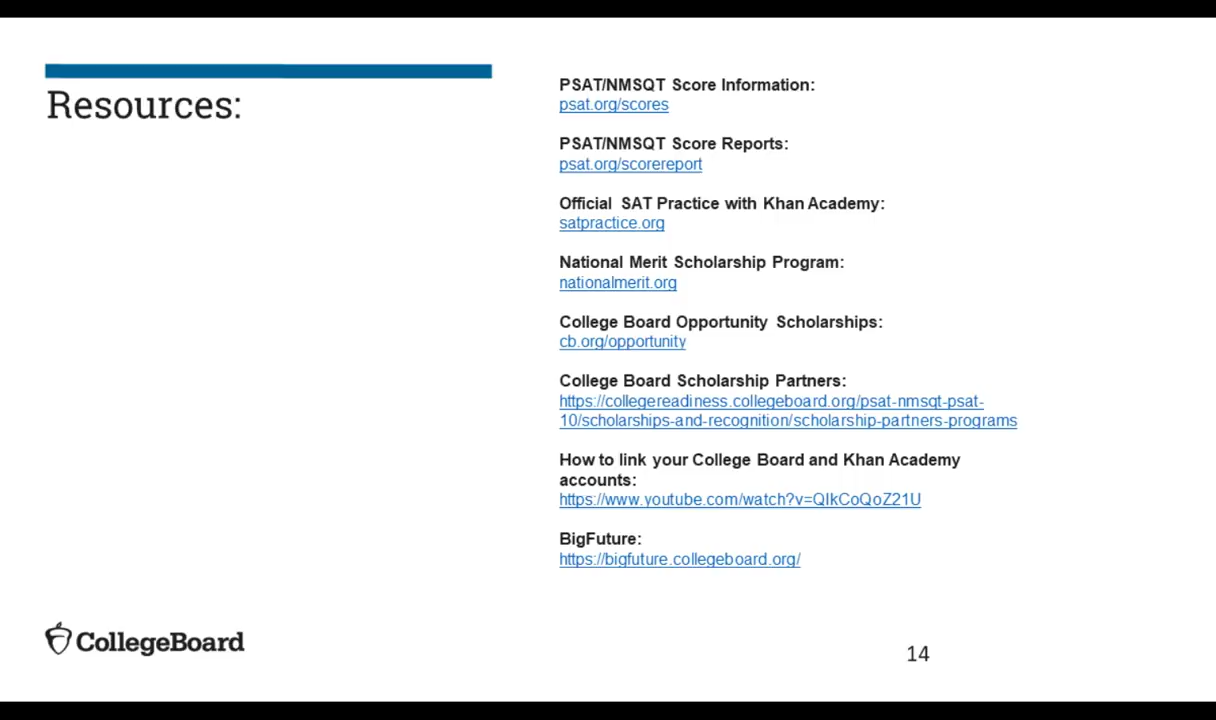 Resources:
PSAT/NMSQT Score Information:
psat.org/scores
PSAT/NMSQT Score Reports:
psat.org/scorereport
Official SAT Practice with Khan Academy:
satpractice.org
National Merit Scholarship Program:
nationalmerit.org
College Board Opportunity Scholarships:
cb.org/opportunity
College Board Scholarship Partners:
https://collegereadiness.collegeboard.org/psat-nmsqt-psat-
10/scholarships-and-recognition/scholarship-partners-programs
How to link your College Board and Khan Academy
accounts:
https://www.youtube.com/watch?v=QIkCoQoZ21U
BigFuture:
https://bigfuture.collegeboard.org/
CollegeBoard
14